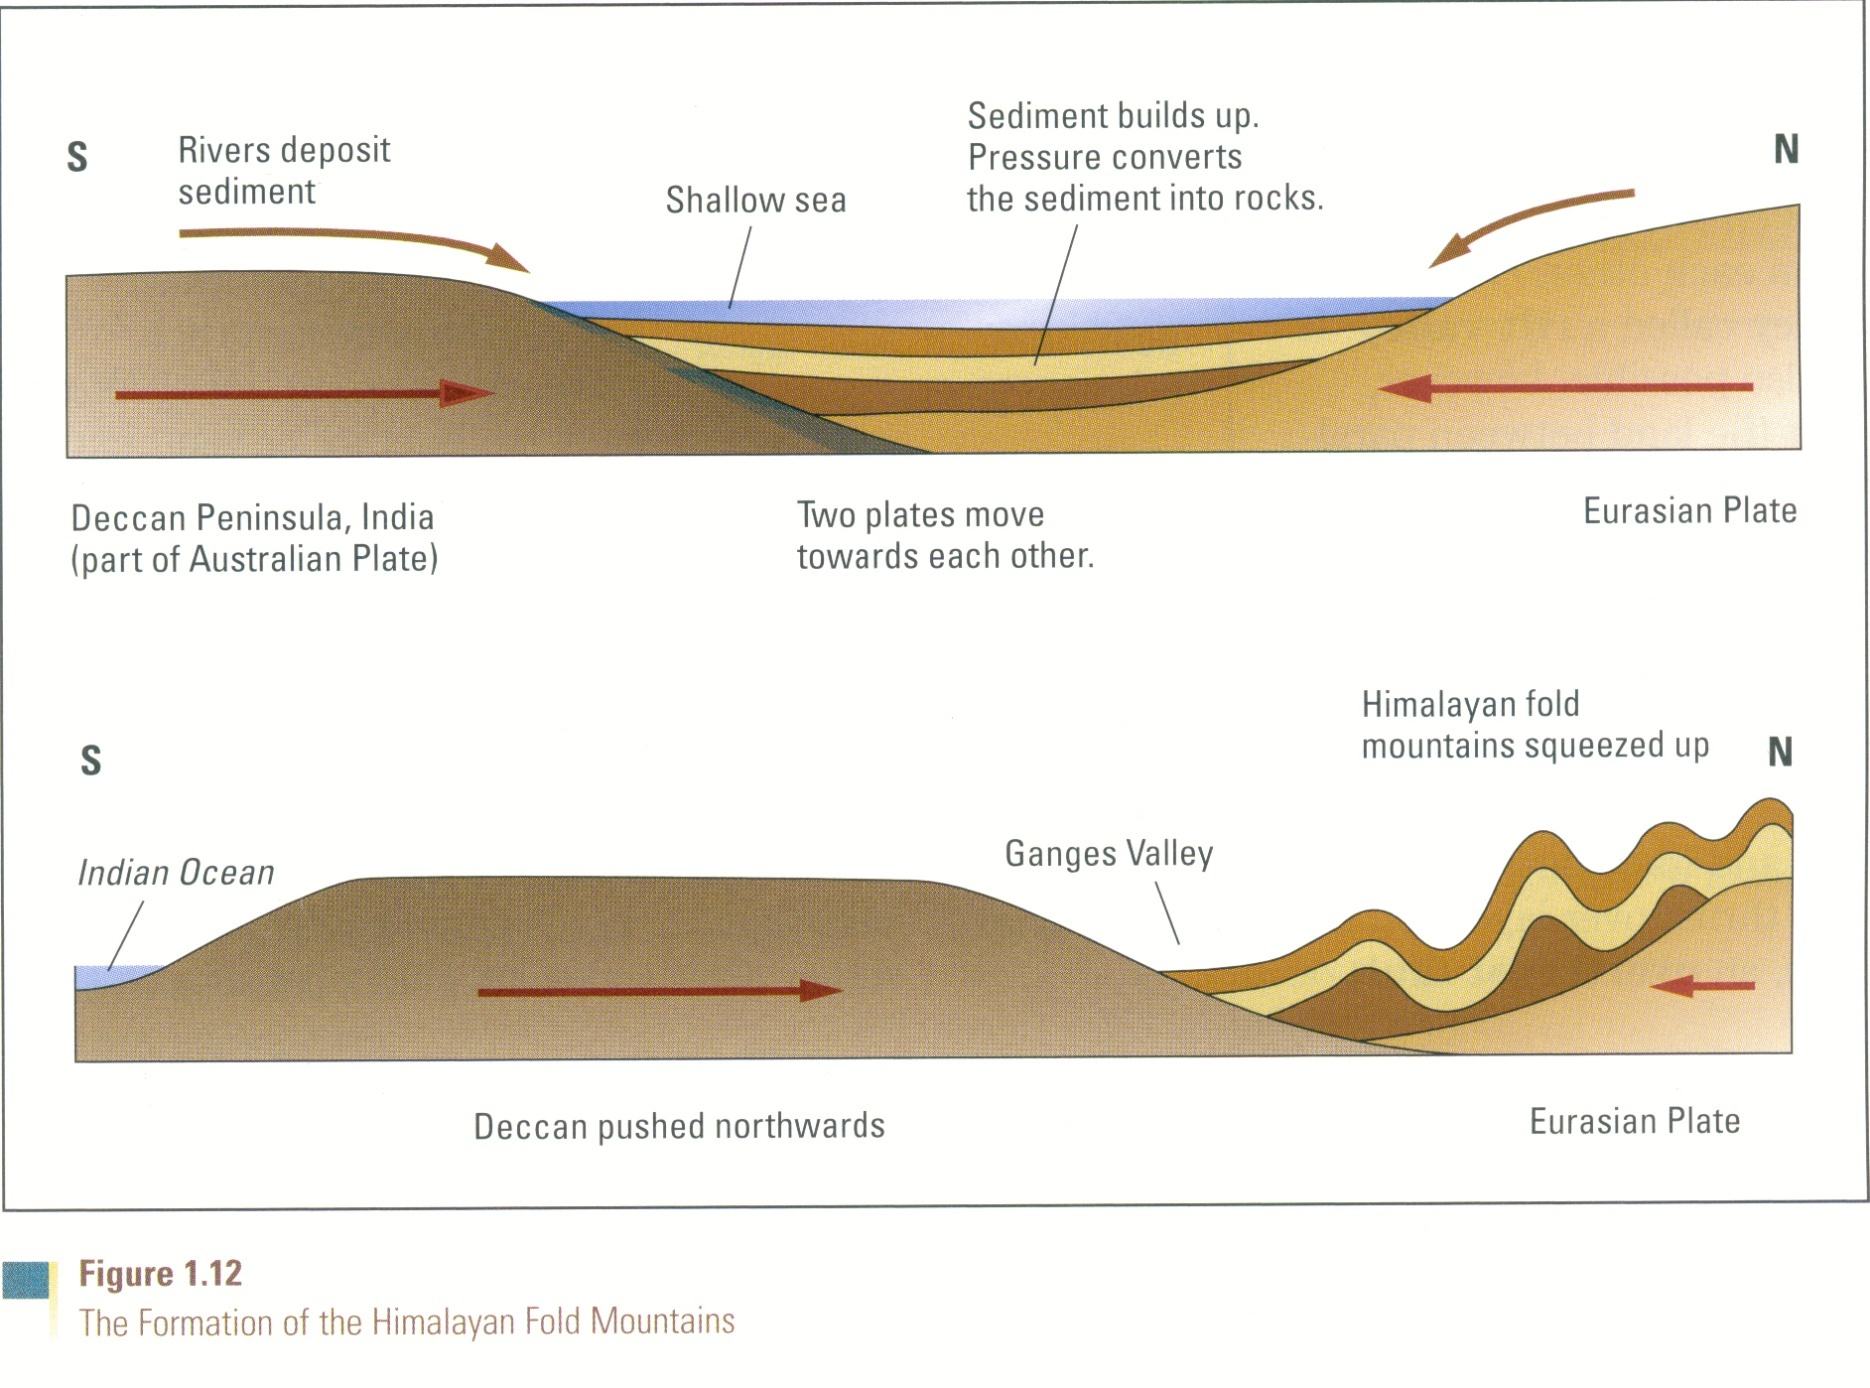 S
Rivers deposit
sediment
Shallow sea
Sediment builds up.
Pressure converts
the sediment into rocks.
N
Deccan Peninsula, India
(part of Australian Plate)
Two plates move
towards each other.
Eurasian Plate
S
Himalayan fold
mountains squeezed up
N
Indian Ocean
Ganges Valley
Deccan pushed northwards
Eurasian Plate
Figure 1.12
The Formation of the Himalayan Fold Mountains